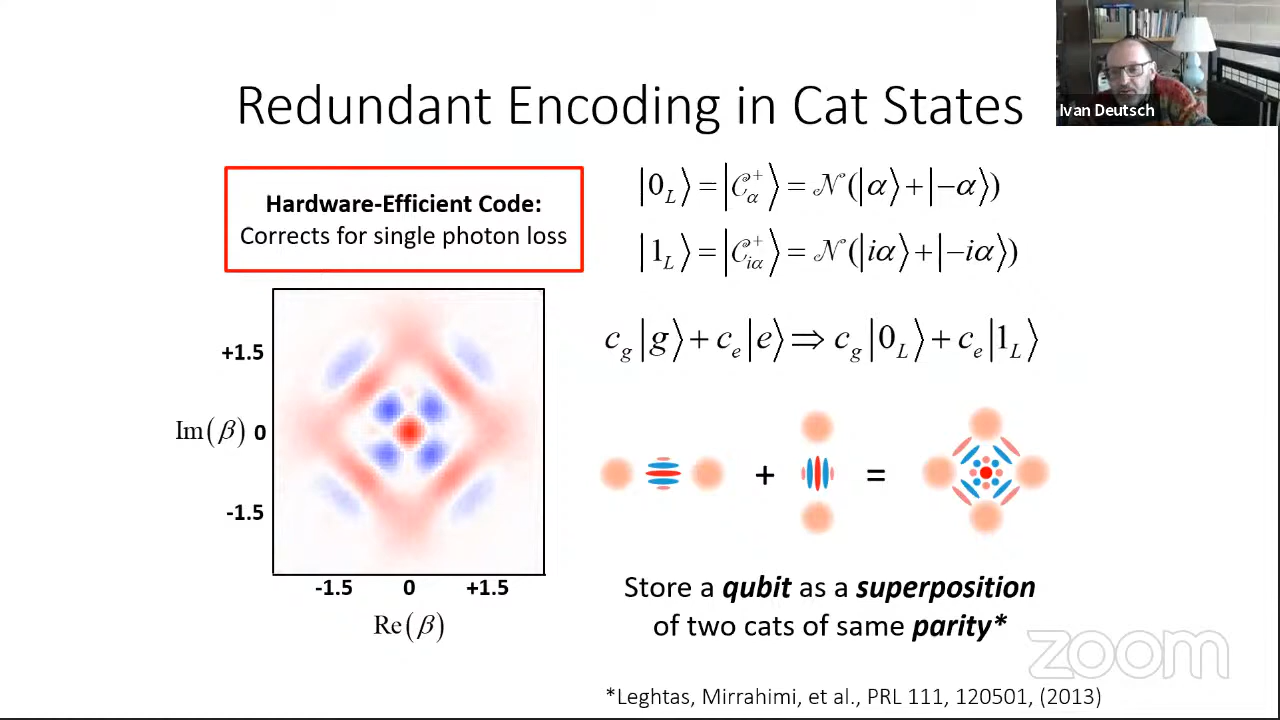 Ivan Deutsch
Redundant Encoding in Cat States
Hardware-Efficient Code:
Corrects for single photon loss
|0_L⟩ = |𝒞_α^+⟩ = 𝒩(|α⟩+|−α⟩)
|1_L⟩ = |𝒞_{iα}^+⟩ = 𝒩(|iα⟩+|−iα⟩)
c_g|g⟩ + c_e|e⟩ ⇒ c_g|0_L⟩ + c_e|1_L⟩
+1.5
Im(β) 0
-1.5
-1.5 0 +1.5
Re(β)
+ =
Store a qubit as a superposition
of two cats of same parity*
zoom
*Leghtas, Mirrahimi, et al., PRL 111, 120501, (2013)